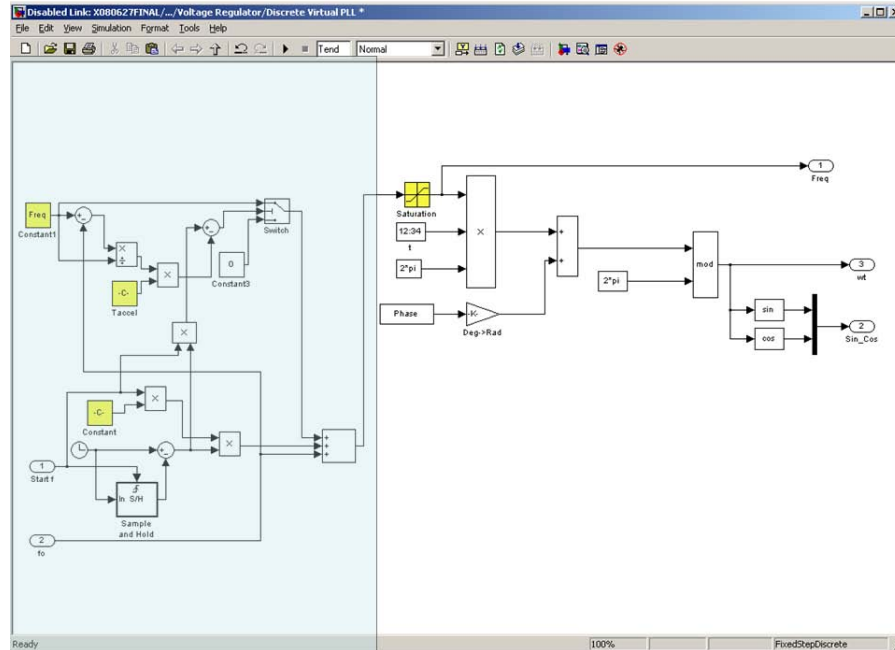 Disabled Link: X080627FINAL/.../Voltage Regulator/Discrete Virtual PLL *
File Edit View Simulation Format Tools Help
Tend Normal
1
Freq
Saturation
Freq
Constant1
Switch
12:34
t
×
+
+
mod
3
wt
×
÷
×
0
Constant3
2*pi
2*pi
-C-
Taccel
Phase
-K-
Deg->Rad
sin
cos
2
Sin_Cos
×
-C-
Constant
×
×
+
+
+
1
Start f
In S/H
Sample
and Hold
2
fo
Ready 100% FixedStepDiscrete